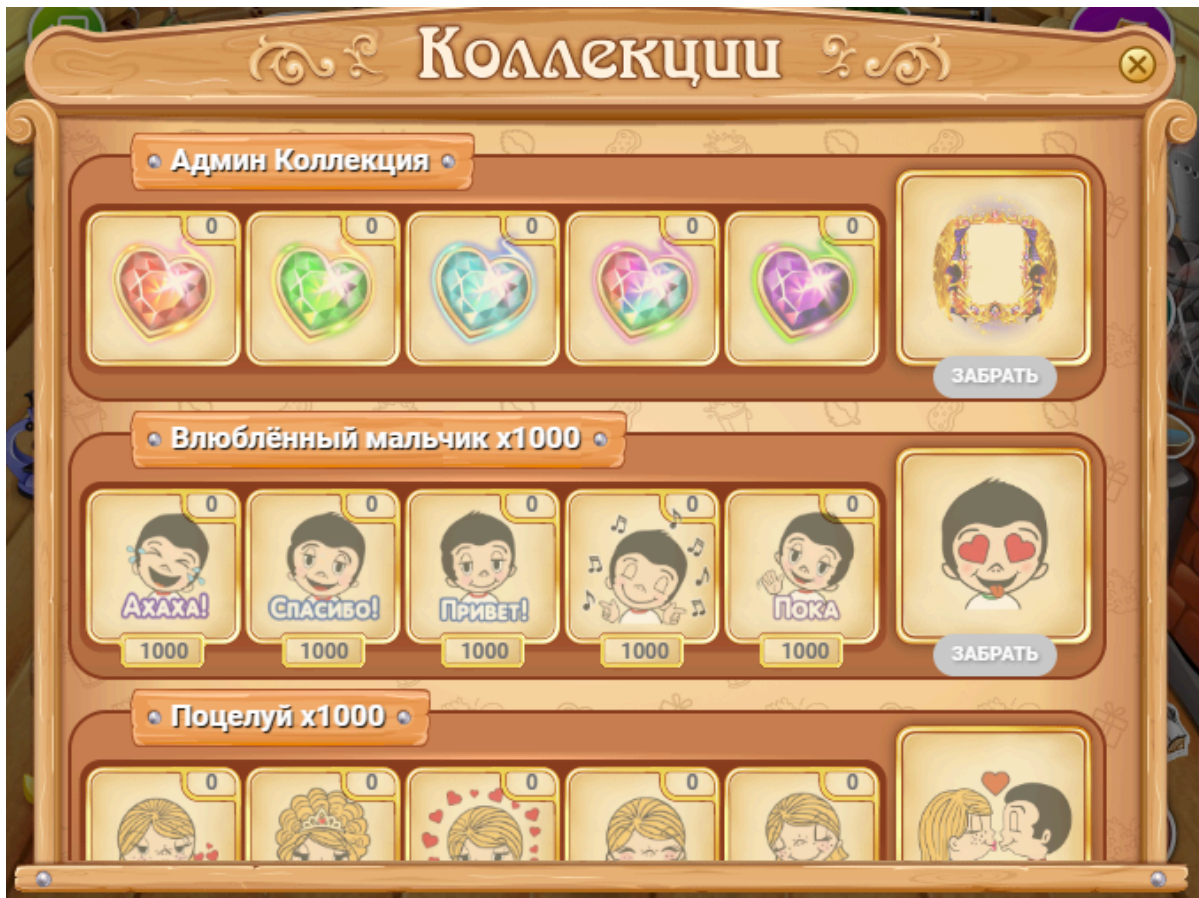 Коллекции
Админ Коллекция
0 0 0 0 0
ЗАБРАТЬ
Влюблённый мальчик x1000
0 0 0 0 0
АХАХА! СПАСИБО! ПРИВЕТ! ПОКА
1000 1000 1000 1000 1000
ЗАБРАТЬ
Поцелуй x1000
0 0 0 0 0